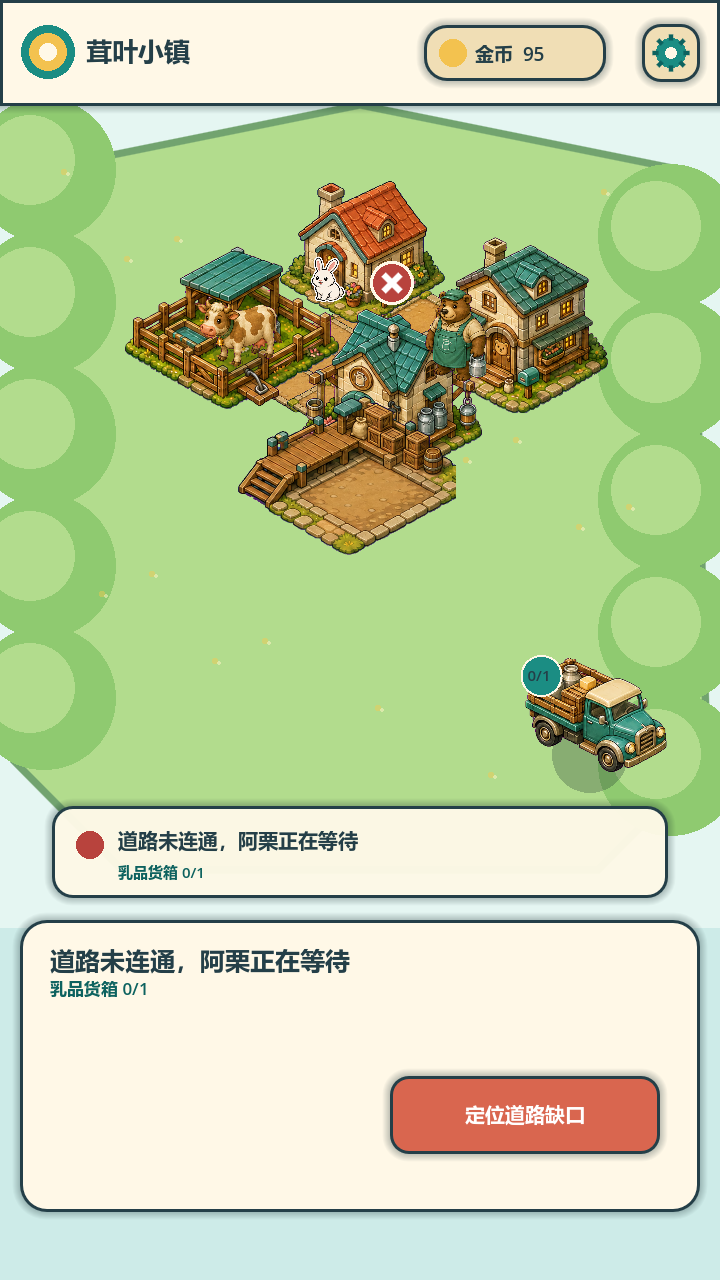 茸叶小镇
金币 95
0/1
道路未连通，阿栗正在等待
乳品货箱 0/1
道路未连通，阿栗正在等待
乳品货箱 0/1
定位道路缺口